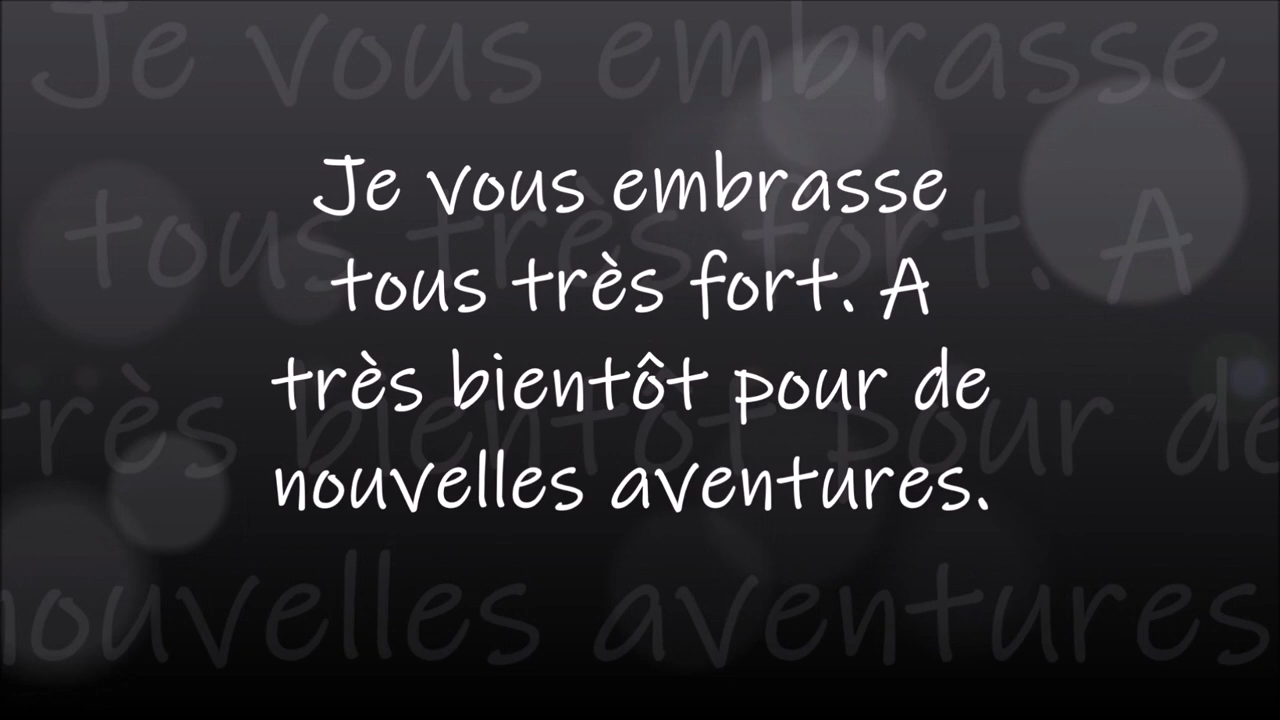 Je vous embrasse
tous très fort. A
très bientôt pour de
nouvelles aventures.